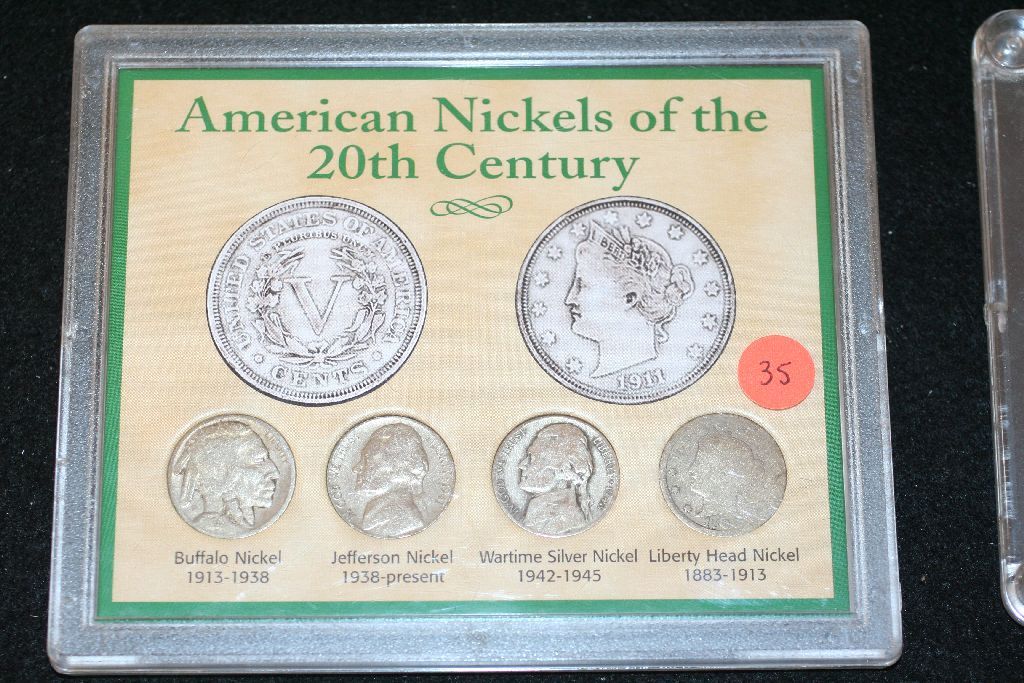 American Nickels of the
20th Century
UNITED STATES OF AMERICA
E PLURIBUS UNUM
V
CENTS
LIBERTY
1911
35
Buffalo Nickel
1913-1938
Jefferson Nickel
1938-present
Wartime Silver Nickel
1942-1945
Liberty Head Nickel
1883-1913